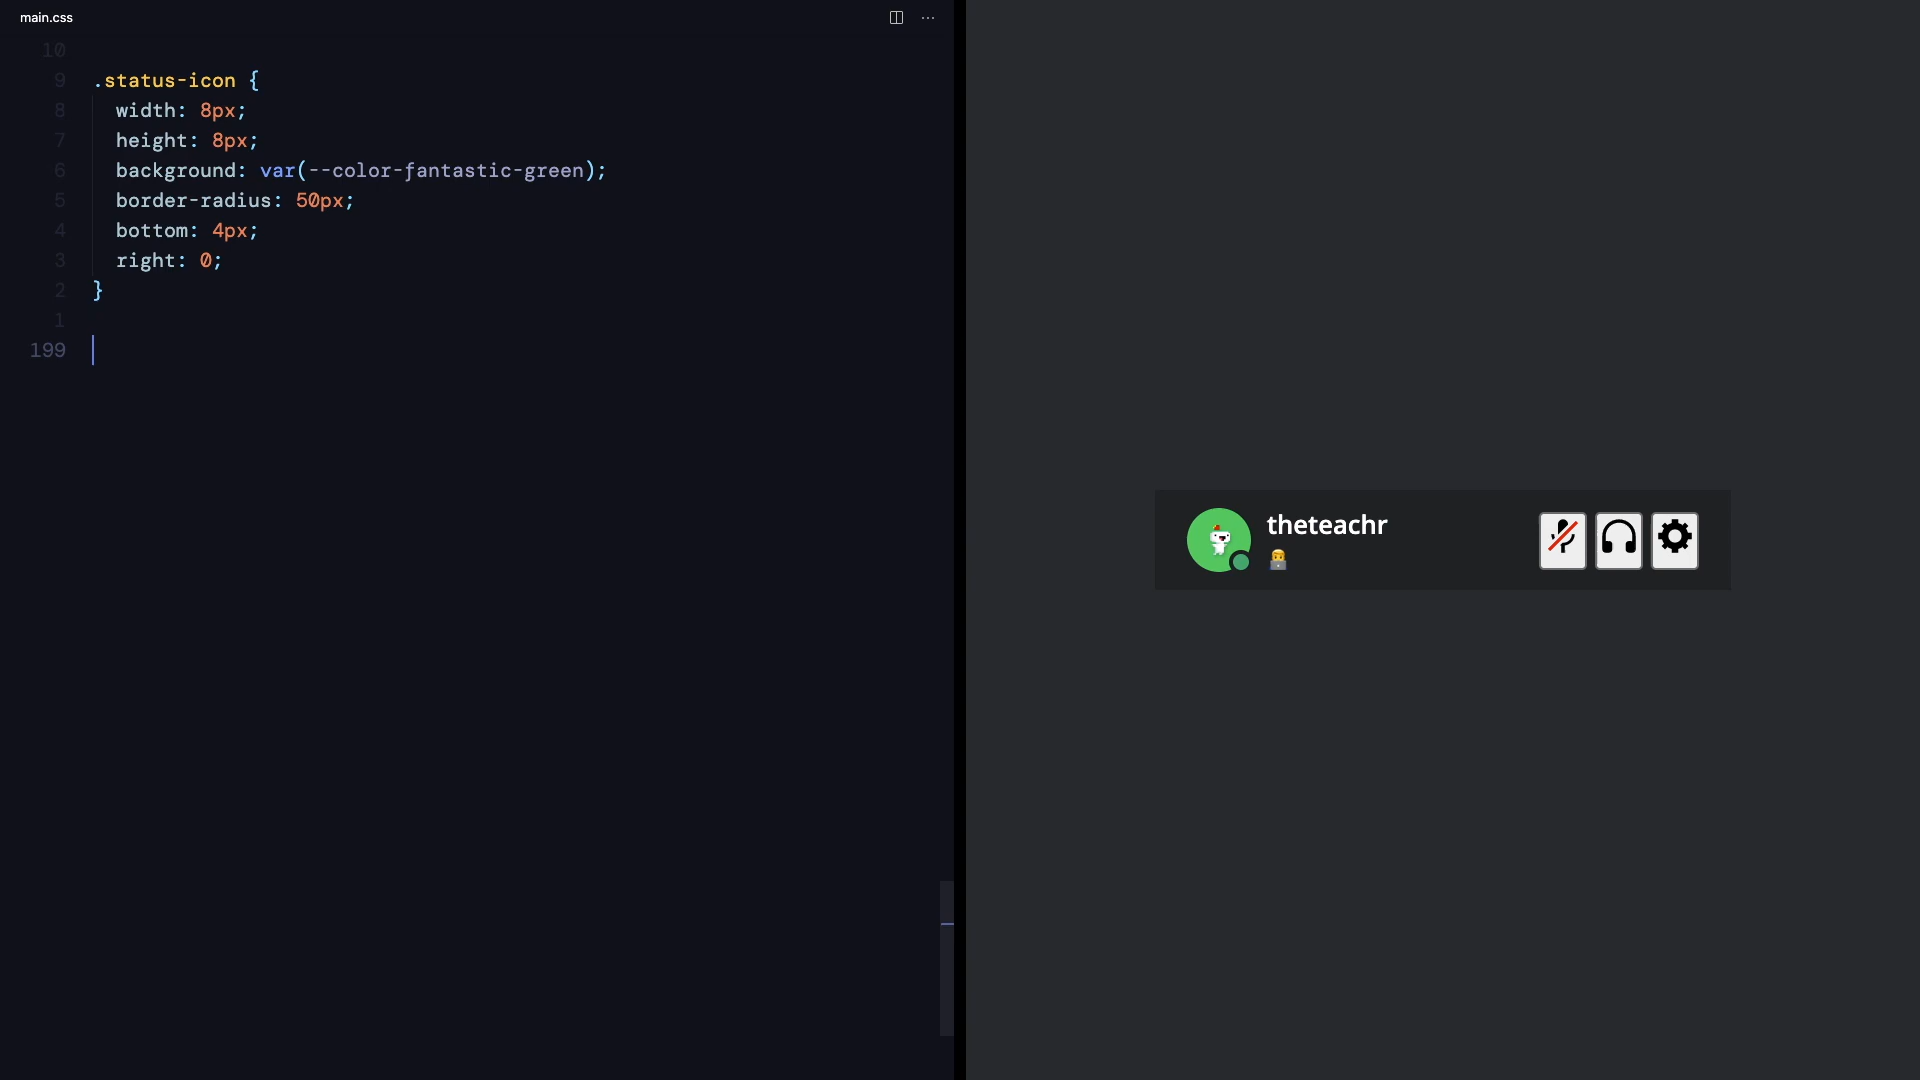 main.css
10
9 .status-icon {
8 width: 8px;
7 height: 8px;
6 background: var(--color-fantastic-green);
5 border-radius: 50px;
4 bottom: 4px;
3 right: 0;
2 }
1
199
theteachr